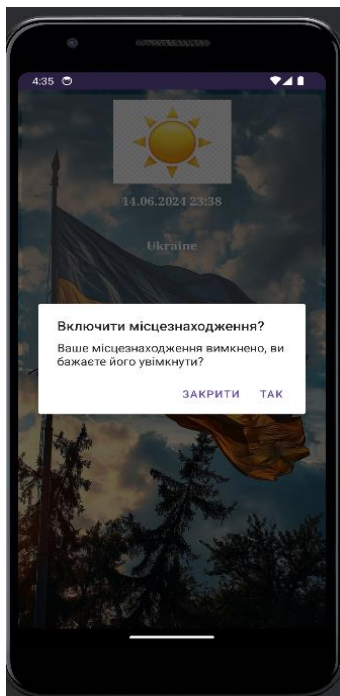 4:35
14.06.2024 23:38
Ukraine
Включити місцезнаходження?
Ваше місцезнаходження вимкнено, ви
бажаєте його увімкнути?
ЗАКРИТИ ТАК